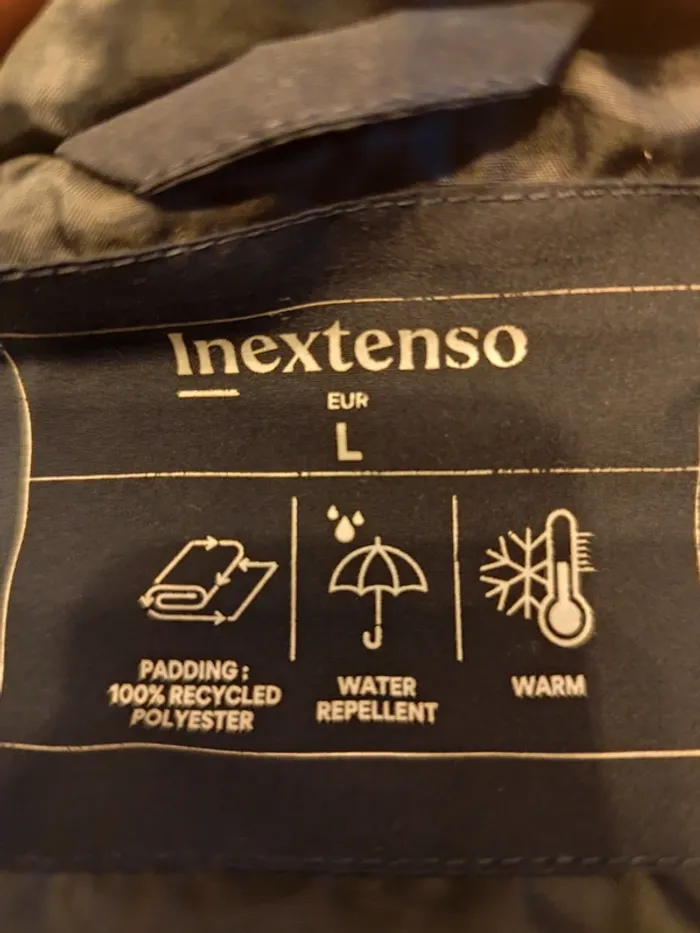 Inextenso
EUR
L
PADDING:
100% RECYCLED
POLYESTER
WATER
REPELLENT
WARM